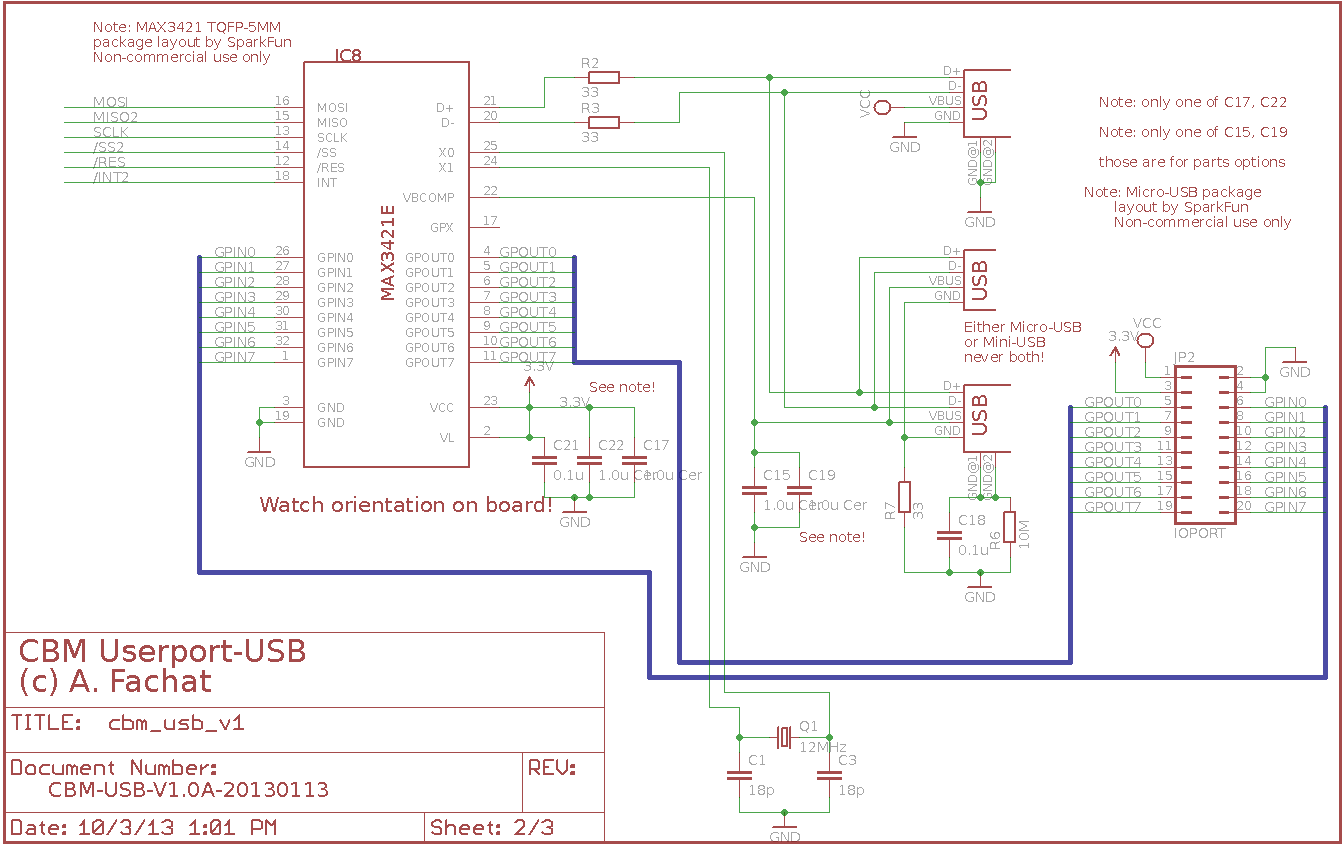 Note: MAX3421 TQFP-5MM
package layout by SparkFun
Non-commercial use only
IC8
MOSI
MISO2
SCLK
/SS2
/RES
/INT2
16
15
13
14
12
18
MOSI
MISO
SCLK
/SS
/RES
INT
D+
D-
X0
X1
VBCOMP
GPX
21
20
25
24
22
17
MAX3421E
GPIN0
GPIN1
GPIN2
GPIN3
GPIN4
GPIN5
GPIN6
GPIN7
26
27
28
29
30
31
32
1
GPIN0
GPIN1
GPIN2
GPIN3
GPIN4
GPIN5
GPIN6
GPIN7
GPOUT0
GPOUT1
GPOUT2
GPOUT3
GPOUT4
GPOUT5
GPOUT6
GPOUT7
4
5
6
7
8
9
10
11
GPOUT0
GPOUT1
GPOUT2
GPOUT3
GPOUT4
GPOUT5
GPOUT6
GPOUT7
3
19
GND
GND
GND
VCC
VL
23
2
3.3V
3.3V
See note!
C21
0.1u
C22
1.0u Cer
C17
1.0u Cer
GND
Watch orientation on board!
R2
33
R3
33
D+
D-
VBUS
GND
USB
VCC
GND
GND@1
GND@2
GND
D+
D-
VBUS
GND
USB
Either Micro-USB
or Mini-USB
never both!
D+
D-
VBUS
GND
USB
GND@1
GND@2
C15
1.0u Cer
C19
1.0u Cer
See note!
GND
R7
33
C18
0.1u
R6
10M
GND
Note: only one of C17, C22
Note: only one of C15, C19
those are for parts options
Note: Micro-USB package
layout by SparkFun
Non-commercial use only
3.3V
VCC
JP2
GND
1
3
5
7
9
11
13
15
17
19
2
4
6
8
10
12
14
16
18
20
GPOUT0
GPOUT1
GPOUT2
GPOUT3
GPOUT4
GPOUT5
GPOUT6
GPOUT7
GPIN0
GPIN1
GPIN2
GPIN3
GPIN4
GPIN5
GPIN6
GPIN7
IOPORT
Q1
12MHz
C1
18p
C3
18p
GND
CBM Userport-USB
(c) A. Fachat
TITLE: cbm_usb_v1
Document Number:
CBM-USB-V1.0A-20130113
REV:
Date: 10/3/13 1:01 PM
Sheet: 2/3